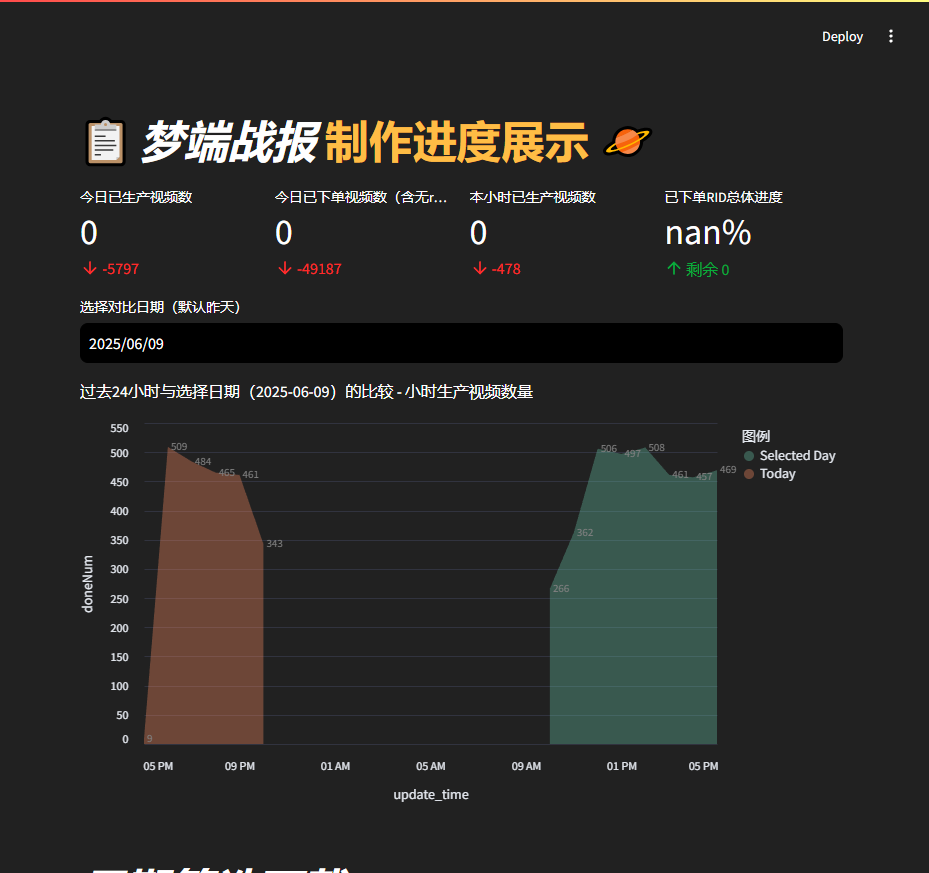 Deploy
梦端战报 制作进度展示
今日已生产视频数
0
-5797
今日已下单视频数（含无r...
0
-49187
本小时已生产视频数
0
-478
已下单RID总体进度
nan%
剩余 0
选择对比日期（默认昨天）
2025/06/09
过去24小时与选择日期（2025-06-09）的比较 - 小时生产视频数量
550
500
450
400
350
300
250
200
150
100
50
0
doneNum
9
509
484
465
461
343
266
362
506
497
508
461
457
469
05 PM
09 PM
01 AM
05 AM
09 AM
01 PM
05 PM
update_time
图例
Selected Day
Today